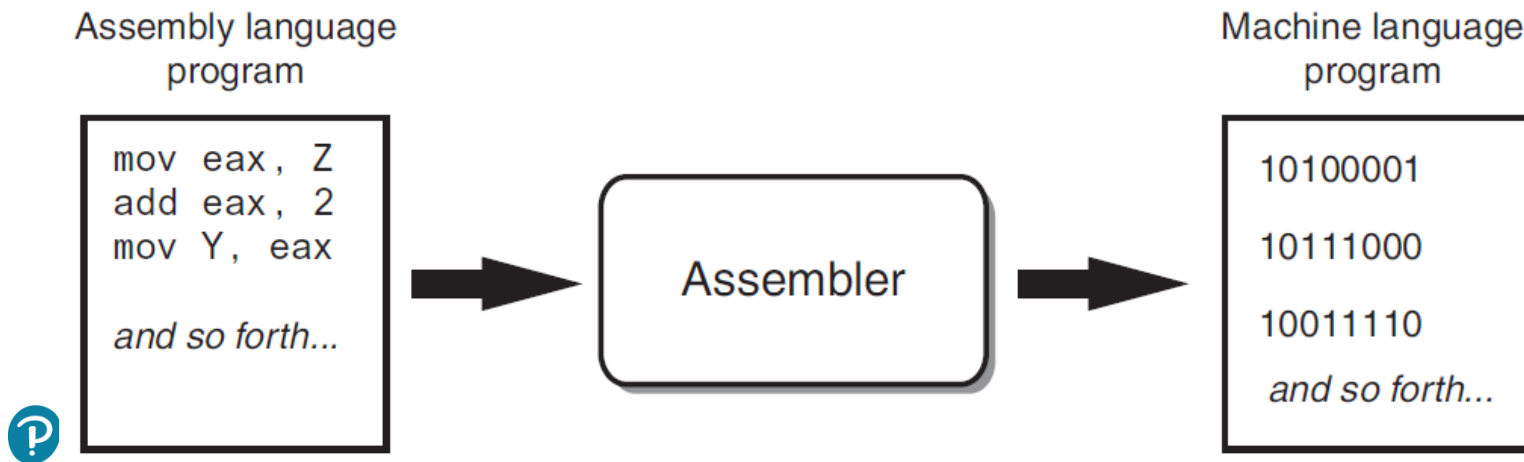 Assembly language
program
mov eax, Z
add eax, 2
mov Y, eax
and so forth...
Assembler
Machine language
program
10100001
10111000
10011110
and so forth...